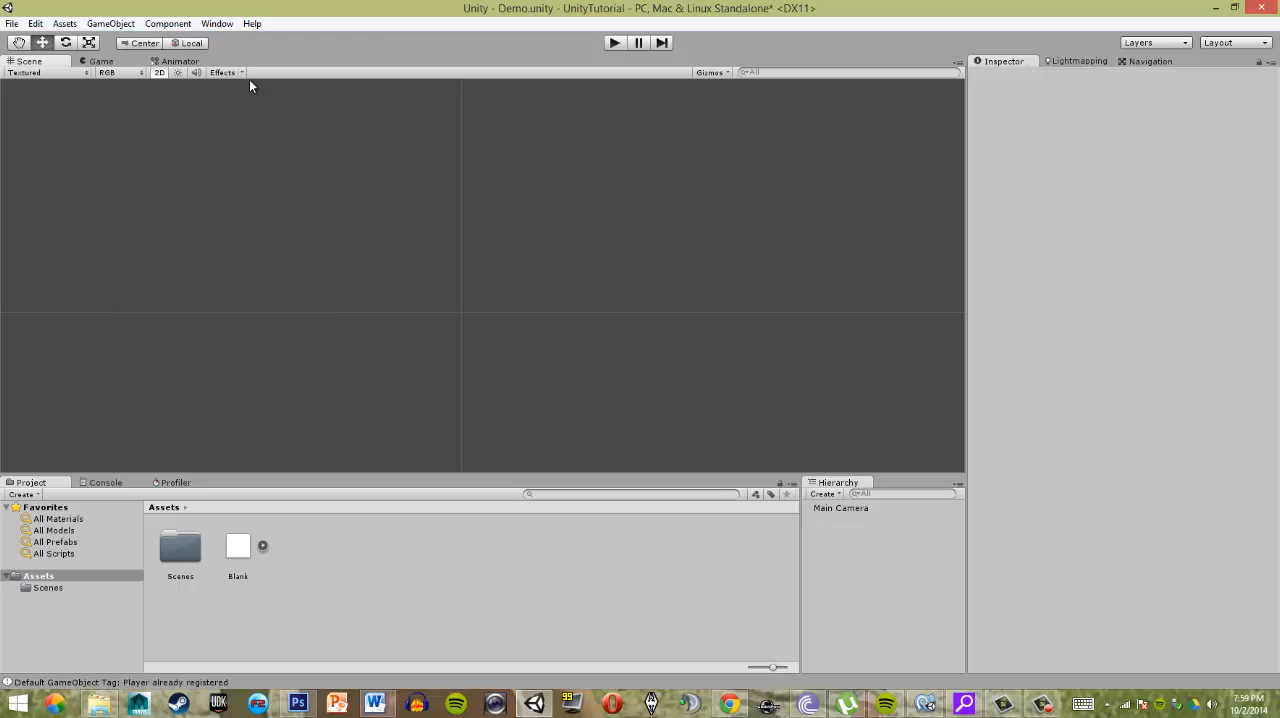 Unity - Demo.unity - UnityTutorial - PC, Mac & Linux Standalone* <DX11>
File Edit Assets GameObject Component Window Help
Center Local Layers Layout
Scene Game Animator Inspector Lightmapping Navigation
Textured RGB 2D Effects Gizmos All
Project Console Profiler Hierarchy
Create Create All
Favorites Assets Main Camera
All Materials
All Models
All Prefabs
All Scripts
Assets Scenes Blank
Scenes
Default GameObject Tag: Player already registered
UDK Ps P W 99
7:59 PM
10/2/2014